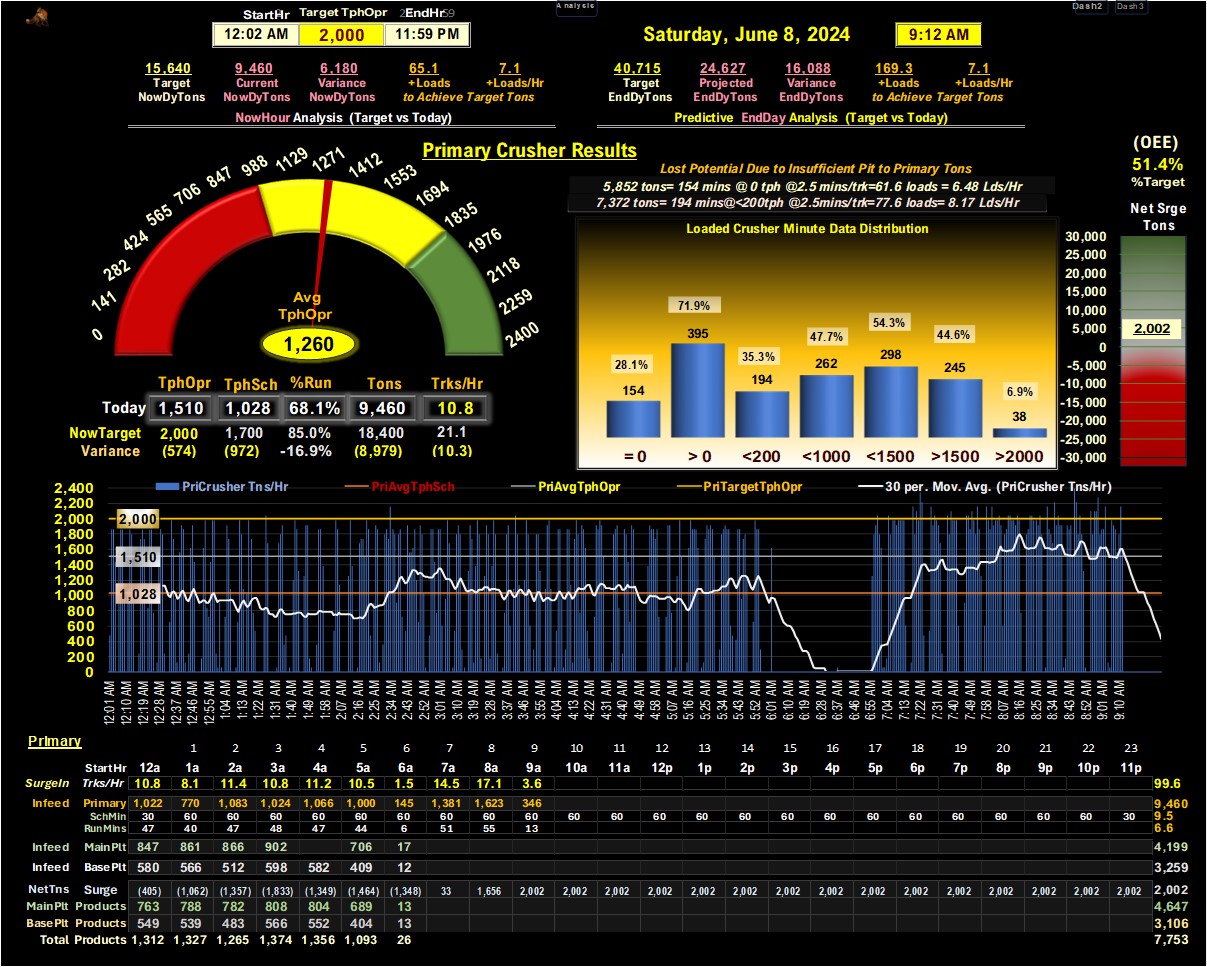 Analysis
Dash2 Dash3
StartHr Target TphOpr EndHr
12:02 AM 2,000 11:59 PM
Saturday, June 8, 2024 9:12 AM
15,640 9,460 6,180 65.1 7.1
Target Current Variance +Loads +Loads/Hr
NowDyTons NowDyTons NowDyTons to Achieve Target Tons
NowHour Analysis (Target vs Today)
40,715 24,627 16,088 169.3 7.1
Target Projected Variance +Loads +Loads/Hr
EndDyTons EndDyTons EndDyTons to Achieve Target Tons
Predictive EndDay Analysis (Target vs Today)
Primary Crusher Results
0 141 282 424 565 706 847 988 1129 1271 1412 1553 1694 1835 1976 2118 2259 2400
Avg
TphOpr
1,260
TphOpr TphSch %Run Tons Trks/Hr
Today 1,510 1,028 68.1% 9,460 10.8
NowTarget 2,000 1,700 85.0% 18,400 21.1
Variance (574) (972) -16.9% (8,979) (10.3)
Lost Potential Due to Insufficient Pit to Primary Tons
5,852 tons= 154 mins @ 0 tph @2.5 mins/trk=61.6 loads = 6.48 Lds/Hr
7,372 tons= 194 mins@<200tph @2.5mins/trk=77.6 loads= 8.17 Lds/Hr
Loaded Crusher Minute Data Distribution
28.1% 71.9% 35.3% 47.7% 54.3% 44.6% 6.9%
154 395 194 262 298 245 38
= 0 > 0 <200 <1000 <1500 >1500 >2000
(OEE)
51.4%
%Target
Net Srge
Tons
30,000
25,000
20,000
15,000
10,000
5,000
0
-5,000
-10,000
-15,000
-20,000
-25,000
-30,000
2,002
PriCrusher Tns/Hr PriAvgTphSch PriAvgTphOpr PriTargetTphOpr 30 per. Mov. Avg. (PriCrusher Tns/Hr)
2,400
2,200
2,000
1,800
1,600
1,400
1,200
1,000
800
600
400
200
0
2,000
1,510
1,028
12:01 AM 12:10 AM 12:19 AM 12:28 AM 12:37 AM 12:46 AM 12:55 AM 1:04 AM 1:13 AM 1:22 AM 1:31 AM 1:40 AM 1:49 AM 1:58 AM 2:07 AM 2:16 AM 2:25 AM 2:34 AM 2:43 AM 2:52 AM 3:01 AM 3:10 AM 3:19 AM 3:28 AM 3:37 AM 3:46 AM 3:55 AM 4:04 AM 4:13 AM 4:22 AM 4:31 AM 4:40 AM 4:49 AM 4:58 AM 5:07 AM 5:16 AM 5:25 AM 5:34 AM 5:43 AM 5:52 AM 6:01 AM 6:10 AM 6:19 AM 6:28 AM 6:37 AM 6:46 AM 6:55 AM 7:04 AM 7:13 AM 7:22 AM 7:31 AM 7:40 AM 7:49 AM 7:58 AM 8:07 AM 8:16 AM 8:25 AM 8:34 AM 8:43 AM 8:52 AM 9:01 AM 9:10 AM
Primary
1 2 3 4 5 6 7 8 9 10 11 12 13 14 15 16 17 18 19 20 21 22 23
StartHr 12a 1a 2a 3a 4a 5a 6a 7a 8a 9a 10a 11a 12p 1p 2p 3p 4p 5p 6p 7p 8p 9p 10p 11p
SurgeIn Trks/Hr 10.8 8.1 11.4 10.8 11.2 10.5 1.5 14.5 17.1 3.6 99.6
Infeed Primary 1,022 770 1,083 1,024 1,066 1,000 145 1,381 1,623 346 9,460
SchMin 30 60 60 60 60 60 60 60 60 60 60 60 60 60 60 60 60 60 60 60 60 60 60 30 9.5
RunMins 47 40 47 48 47 44 6 51 55 13 6.6
Infeed MainPlt 847 861 866 902 706 17 4,199
Infeed BasePlt 580 566 512 598 582 409 12 3,259
NetTns Surge (405) (1,062) (1,357) (1,833) (1,349) (1,464) (1,348) 33 1,656 2,002 2,002 2,002 2,002 2,002 2,002 2,002 2,002 2,002 2,002 2,002 2,002 2,002 2,002 2,002 2,002
MainPlt Products 763 788 782 808 804 689 13 4,647
BasePlt Products 549 539 483 566 552 404 13 3,106
Total Products 1,312 1,327 1,265 1,374 1,356 1,093 26 7,753